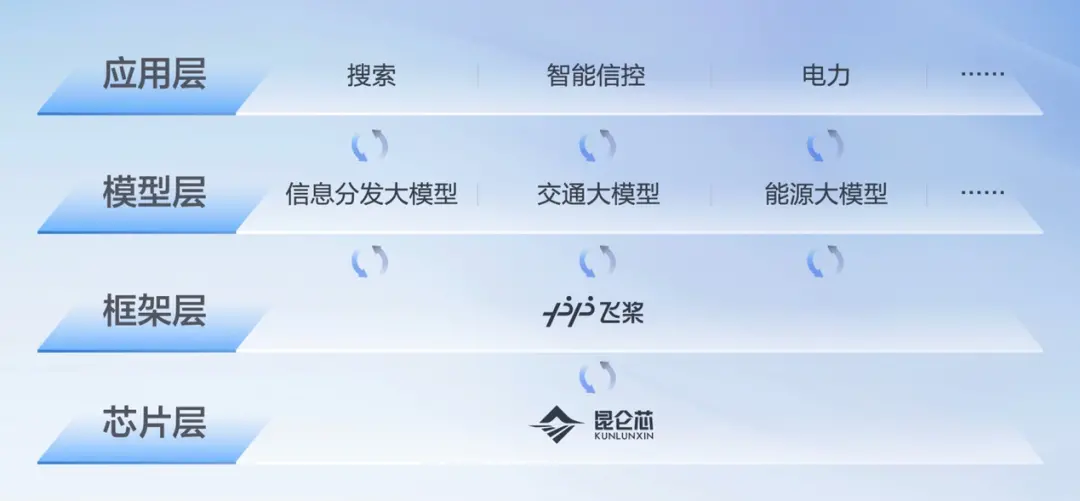 应用层 搜索 智能信控 电力 ……
模型层 信息分发大模型 交通大模型 能源大模型 ……
框架层 飞桨
芯片层 昆仑芯
KUNLUNXIN